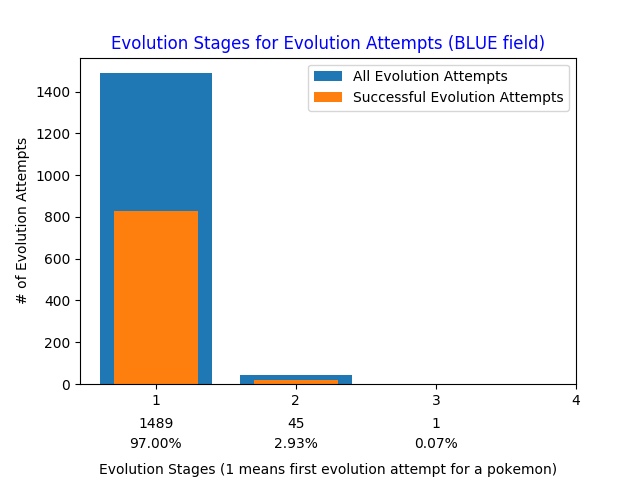 Evolution Stages for Evolution Attempts (BLUE field)
All Evolution Attempts
Successful Evolution Attempts
# of Evolution Attempts
1400
1200
1000
800
600
400
200
0
1 2 3 4
1489 45 1
97.00% 2.93% 0.07%
Evolution Stages (1 means first evolution attempt for a pokemon)